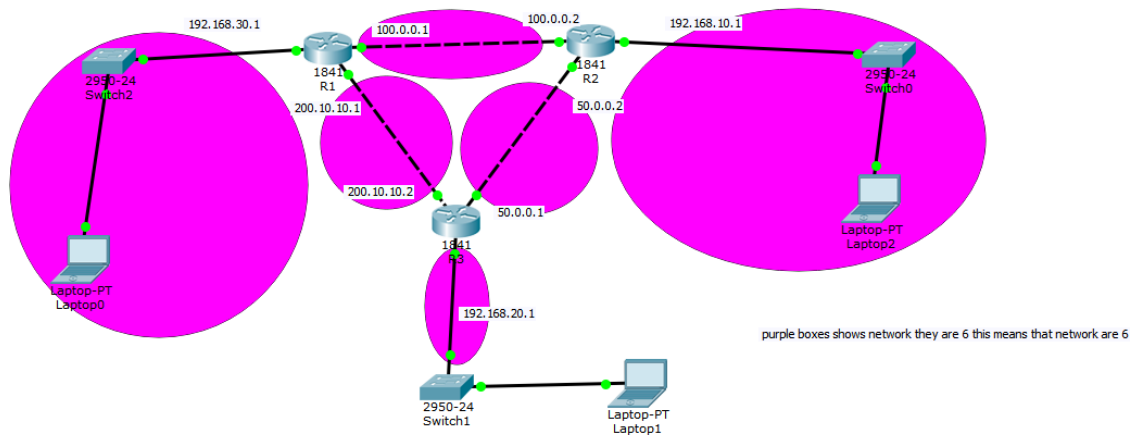 192.168.30.1
100.0.0.1
100.0.0.2
192.168.10.1
1841
R1
1841
R2
2950-24
Switch2
2950-24
Switch0
200.10.10.1
50.0.0.2
200.10.10.2
50.0.0.1
1841
R3
Laptop-PT
Laptop2
Laptop-PT
Laptop0
192.168.20.1
purple boxes shows network they are 6 this means that network are 6
2950-24
Switch1
Laptop-PT
Laptop1